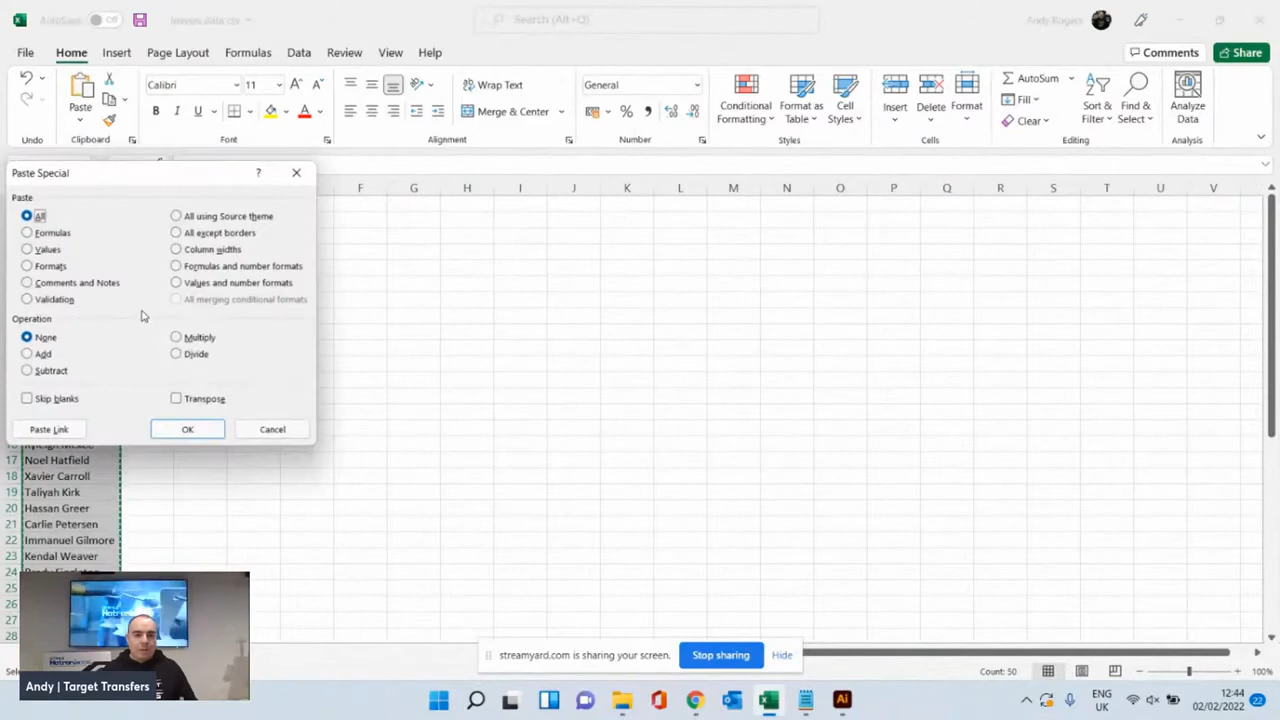 AutoSave Off leavers data csv
Search (Alt+Q)
Andy Rogers
File Home Insert Page Layout Formulas Data Review View Help
Comments Share
Undo
Paste
Clipboard
Calibri 11
B I U
Font
Wrap Text
Merge & Center
Alignment
General
Number
Conditional Formatting
Format as Table
Cell Styles
Styles
Insert Delete Format
Cells
AutoSum
Fill
Clear
Sort & Filter
Find & Select
Editing
Analyze Data
Analysis
F G H I J K L M N O P Q R S T U V
Paste Special ?
Paste
All
All using Source theme
Formulas
All except borders
Values
Column widths
Formats
Formulas and number formats
Comments and Notes
Values and number formats
Validation
All merging conditional formats
Operation
None
Multiply
Add
Divide
Subtract
Skip blanks
Transpose
Paste Link
OK
Cancel
17 Noel Hatfield
18 Xavier Carroll
19 Taliyah Kirk
20 Hassan Greer
21 Carlie Petersen
22 Immanuel Gilmore
23 Kendal Weaver
24
25
26
27
28
Andy | Target Transfers
streamyard.com is sharing your screen. Stop sharing Hide
Count: 50
100%
ENG
UK
12:44
02/02/2022
22